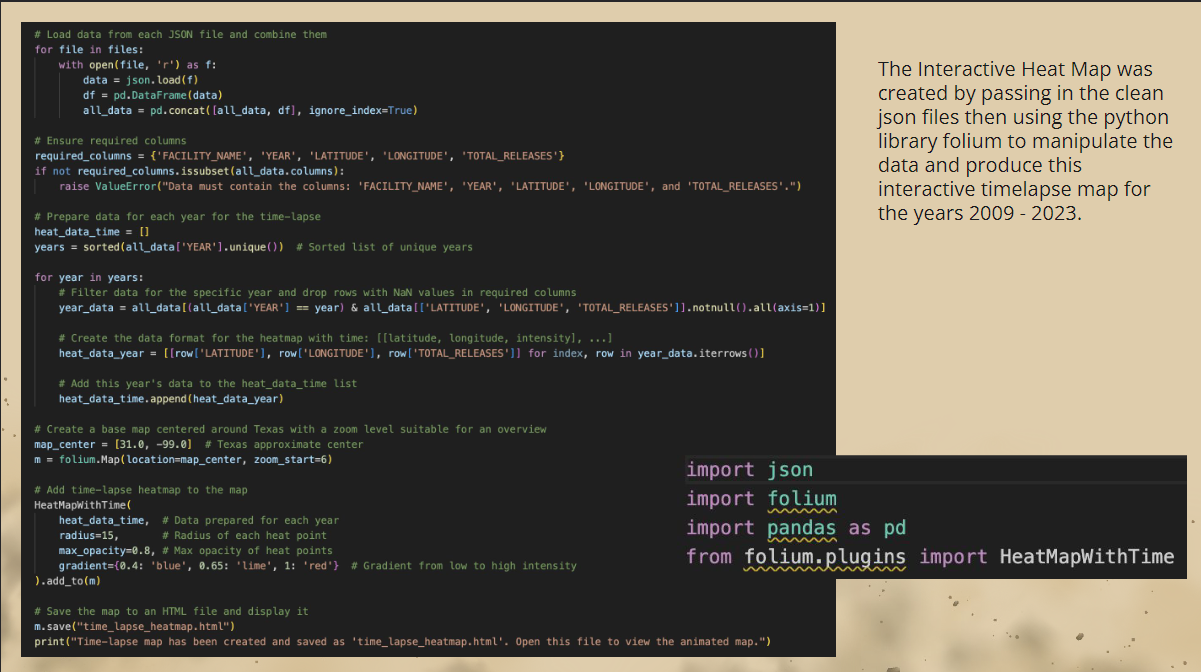 # Load data from each JSON file and combine them
for file in files:
    with open(file, 'r') as f:
        data = json.load(f)
        df = pd.DataFrame(data)
        all_data = pd.concat([all_data, df], ignore_index=True)
# Ensure required columns
required_columns = {'FACILITY_NAME', 'YEAR', 'LATITUDE', 'LONGITUDE', 'TOTAL_RELEASES'}
if not required_columns.issubset(all_data.columns):
    raise ValueError("Data must contain the columns: 'FACILITY_NAME', 'YEAR', 'LATITUDE', 'LONGITUDE', and 'TOTAL_RELEASES'.")
# Prepare data for each year for the time-lapse
heat_data_time = []
years = sorted(all_data['YEAR'].unique())  # Sorted list of unique years
for year in years:
    # Filter data for the specific year and drop rows with NaN values in required columns
    year_data = all_data[(all_data['YEAR'] == year) & all_data[['LATITUDE', 'LONGITUDE', 'TOTAL_RELEASES']].notnull().all(axis=1)]
    # Create the data format for the heatmap with time: [[latitude, longitude, intensity], ...]
    heat_data_year = [[row['LATITUDE'], row['LONGITUDE'], row['TOTAL_RELEASES']] for index, row in year_data.iterrows()]
    # Add this year's data to the heat_data_time list
    heat_data_time.append(heat_data_year)
# Create a base map centered around Texas with a zoom level suitable for an overview
map_center = [31.0, -99.0]  # Texas approximate center
m = folium.Map(location=map_center, zoom_start=6)
# Add time-lapse heatmap to the map
HeatMapWithTime(
    heat_data_time,  # Data prepared for each year
    radius=15,       # Radius of each heat point
    max_opacity=0.8, # Max opacity of heat points
    gradient={0.4: 'blue', 0.65: 'lime', 1: 'red'}  # Gradient from low to high intensity
).add_to(m)
# Save the map to an HTML file and display it
m.save("time_lapse_heatmap.html")
print("Time-lapse map has been created and saved as 'time_lapse_heatmap.html'. Open this file to view the animated map.")
The Interactive Heat Map was
created by passing in the clean
json files then using the python
library folium to manipulate the
data and produce this
interactive timelapse map for
the years 2009 - 2023.
import json
import folium
import pandas as pd
from folium.plugins import HeatMapWithTime